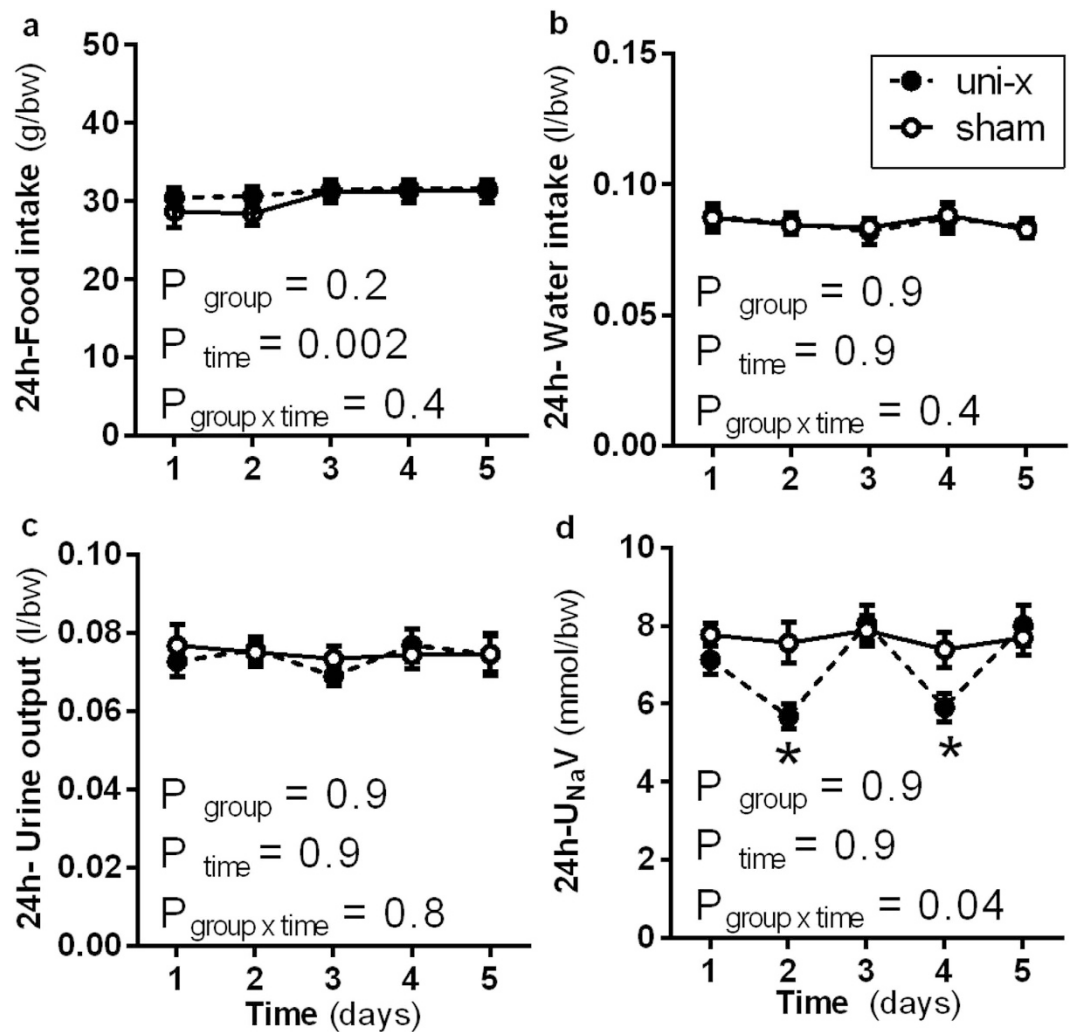 a
24h-Food intake (g/bw)
50
40
30
20
10
0
P group = 0.2
P time = 0.002
P group x time = 0.4
1 2 3 4 5
b
24h- Water intake (l/bw)
0.15
0.10
0.05
0.00
uni-x
sham
P group = 0.9
P time = 0.9
P group x time = 0.4
1 2 3 4 5
c
24h- Urine output (l/bw)
0.10
0.08
0.06
0.04
0.02
0.00
P group = 0.9
P time = 0.9
P group x time = 0.8
1 2 3 4 5
Time (days)
d
24h-UNaV (mmol/bw)
10
8
6
4
2
0
* *
P group = 0.9
P time = 0.9
P group x time = 0.04
1 2 3 4 5
Time (days)